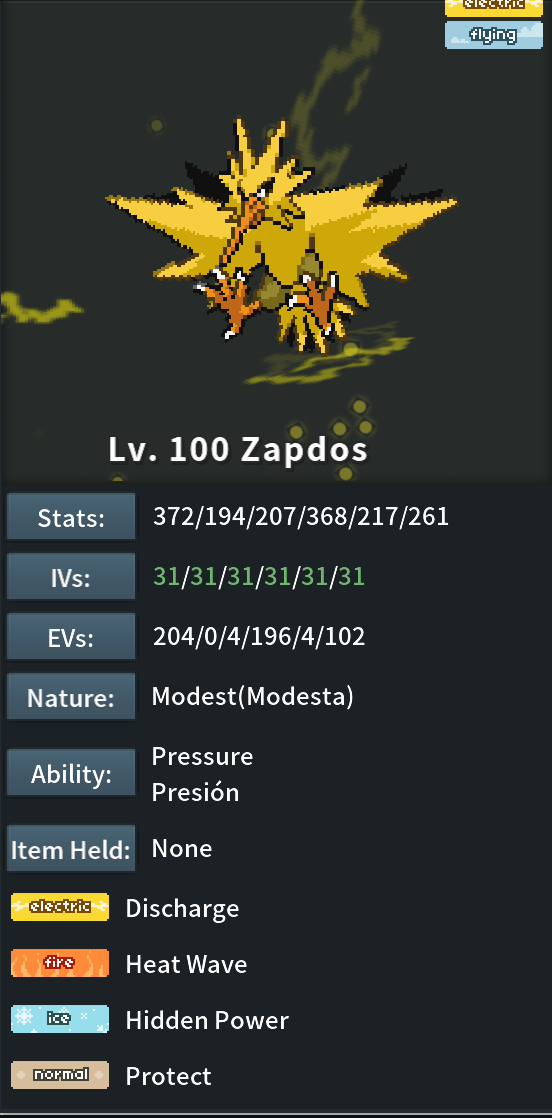 electric
flying
Lv. 100 Zapdos
Stats: 372/194/207/368/217/261
IVs: 31/31/31/31/31/31
EVs: 204/0/4/196/4/102
Nature: Modest(Modesta)
Ability: Pressure
Presión
Item Held: None
electric Discharge
fire Heat Wave
ice Hidden Power
normal Protect